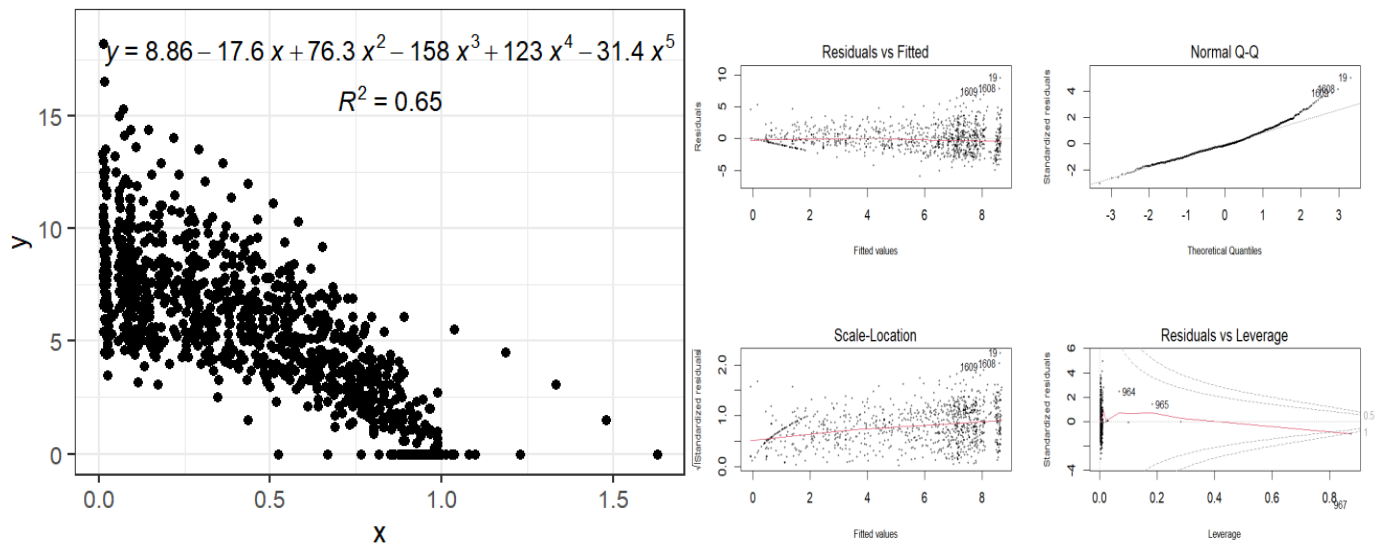 y = 8.86 − 17.6 x + 76.3 x² − 158 x³ + 123 x⁴ − 31.4 x⁵
R² = 0.65
15
10
5
0
y
0.0 0.5 1.0 1.5
x
Residuals vs Fitted
10
5
0
-5
Residuals
19
1609 1608
0 2 4 6 8
Fitted values
Normal Q-Q
4
2
0
-2
Standardized residuals
19
1608
1609
-3 -2 -1 0 1 2 3
Theoretical Quantiles
Scale-Location
2.0
1.0
0.0
√|Standardized residuals|
19
1609 1608
0 2 4 6 8
Fitted values
Residuals vs Leverage
6
4
2
0
-2
-4
Standardized residuals
964
965
967
0.5
1
0.0 0.2 0.4 0.6 0.8
Leverage